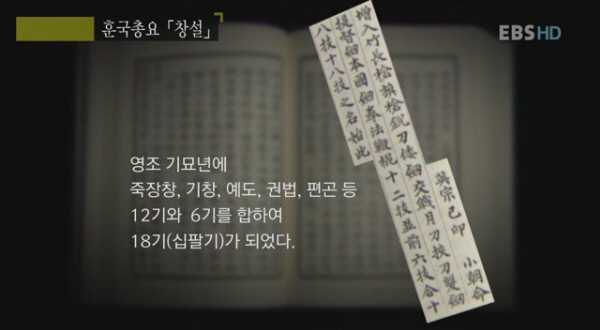 훈국총요「창설」
EBS HD
英宗己卯 小朝命
增入竹長槍旗槍銳刀倭劒交戰月刀挾刀雙劒
提督劒本國劒拳法鞭棍十二技並前六技合十
八技十八技之名始此
영조 기묘년에
죽장창, 기창, 예도, 권법, 편곤 등
12기와 6기를 합하여
18기(십팔기)가 되었다.